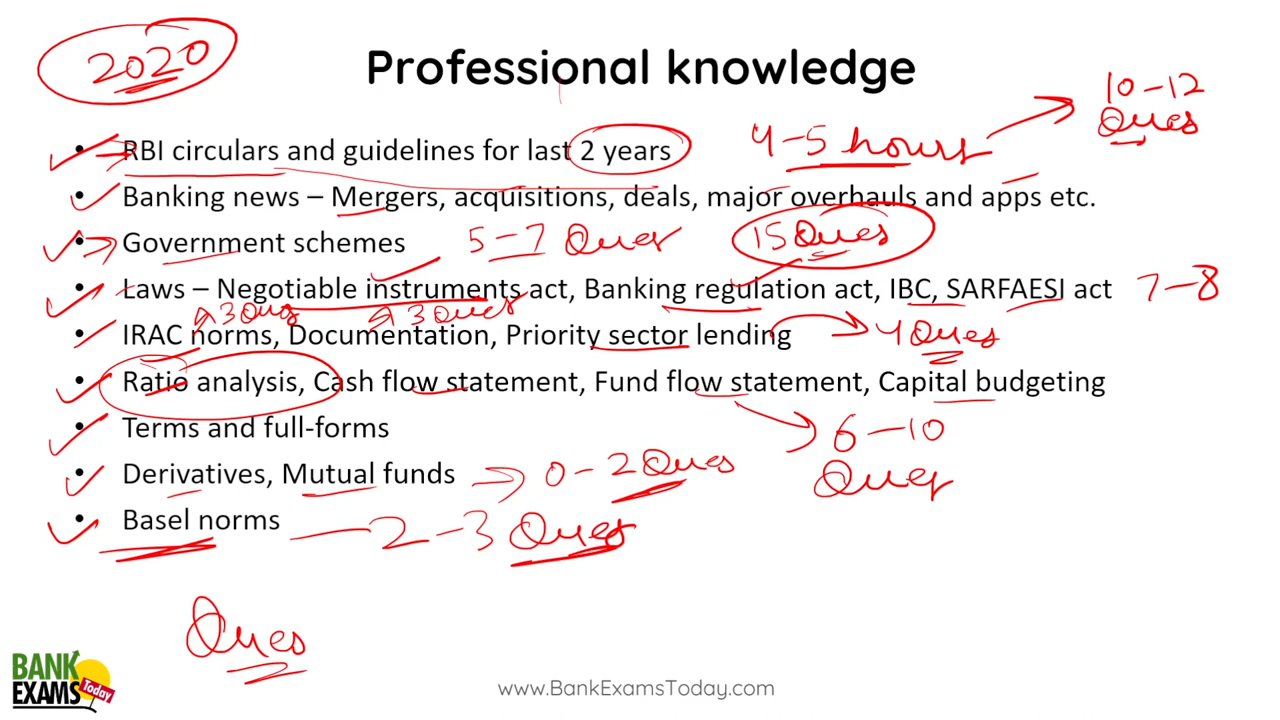 2020
Professional knowledge
10-12
Ques
• RBI circulars and guidelines for last 2 years 4-5 hours
• Banking news – Mergers, acquisitions, deals, major overhauls and apps etc.
• Government schemes 5-7 Ques 15 Ques
• Laws – Negotiable instruments act, Banking regulation act, IBC, SARFAESI act 7-8
3 Ques 3 Ques
• IRAC norms, Documentation, Priority sector lending 4 Ques
• Ratio analysis, Cash flow statement, Fund flow statement, Capital budgeting
• Terms and full-forms 6-10
Ques
• Derivatives, Mutual funds 0-2 Ques
• Basel norms 2-3 Ques
Ques
BANK
EXAMS Today
www.BankExamsToday.com